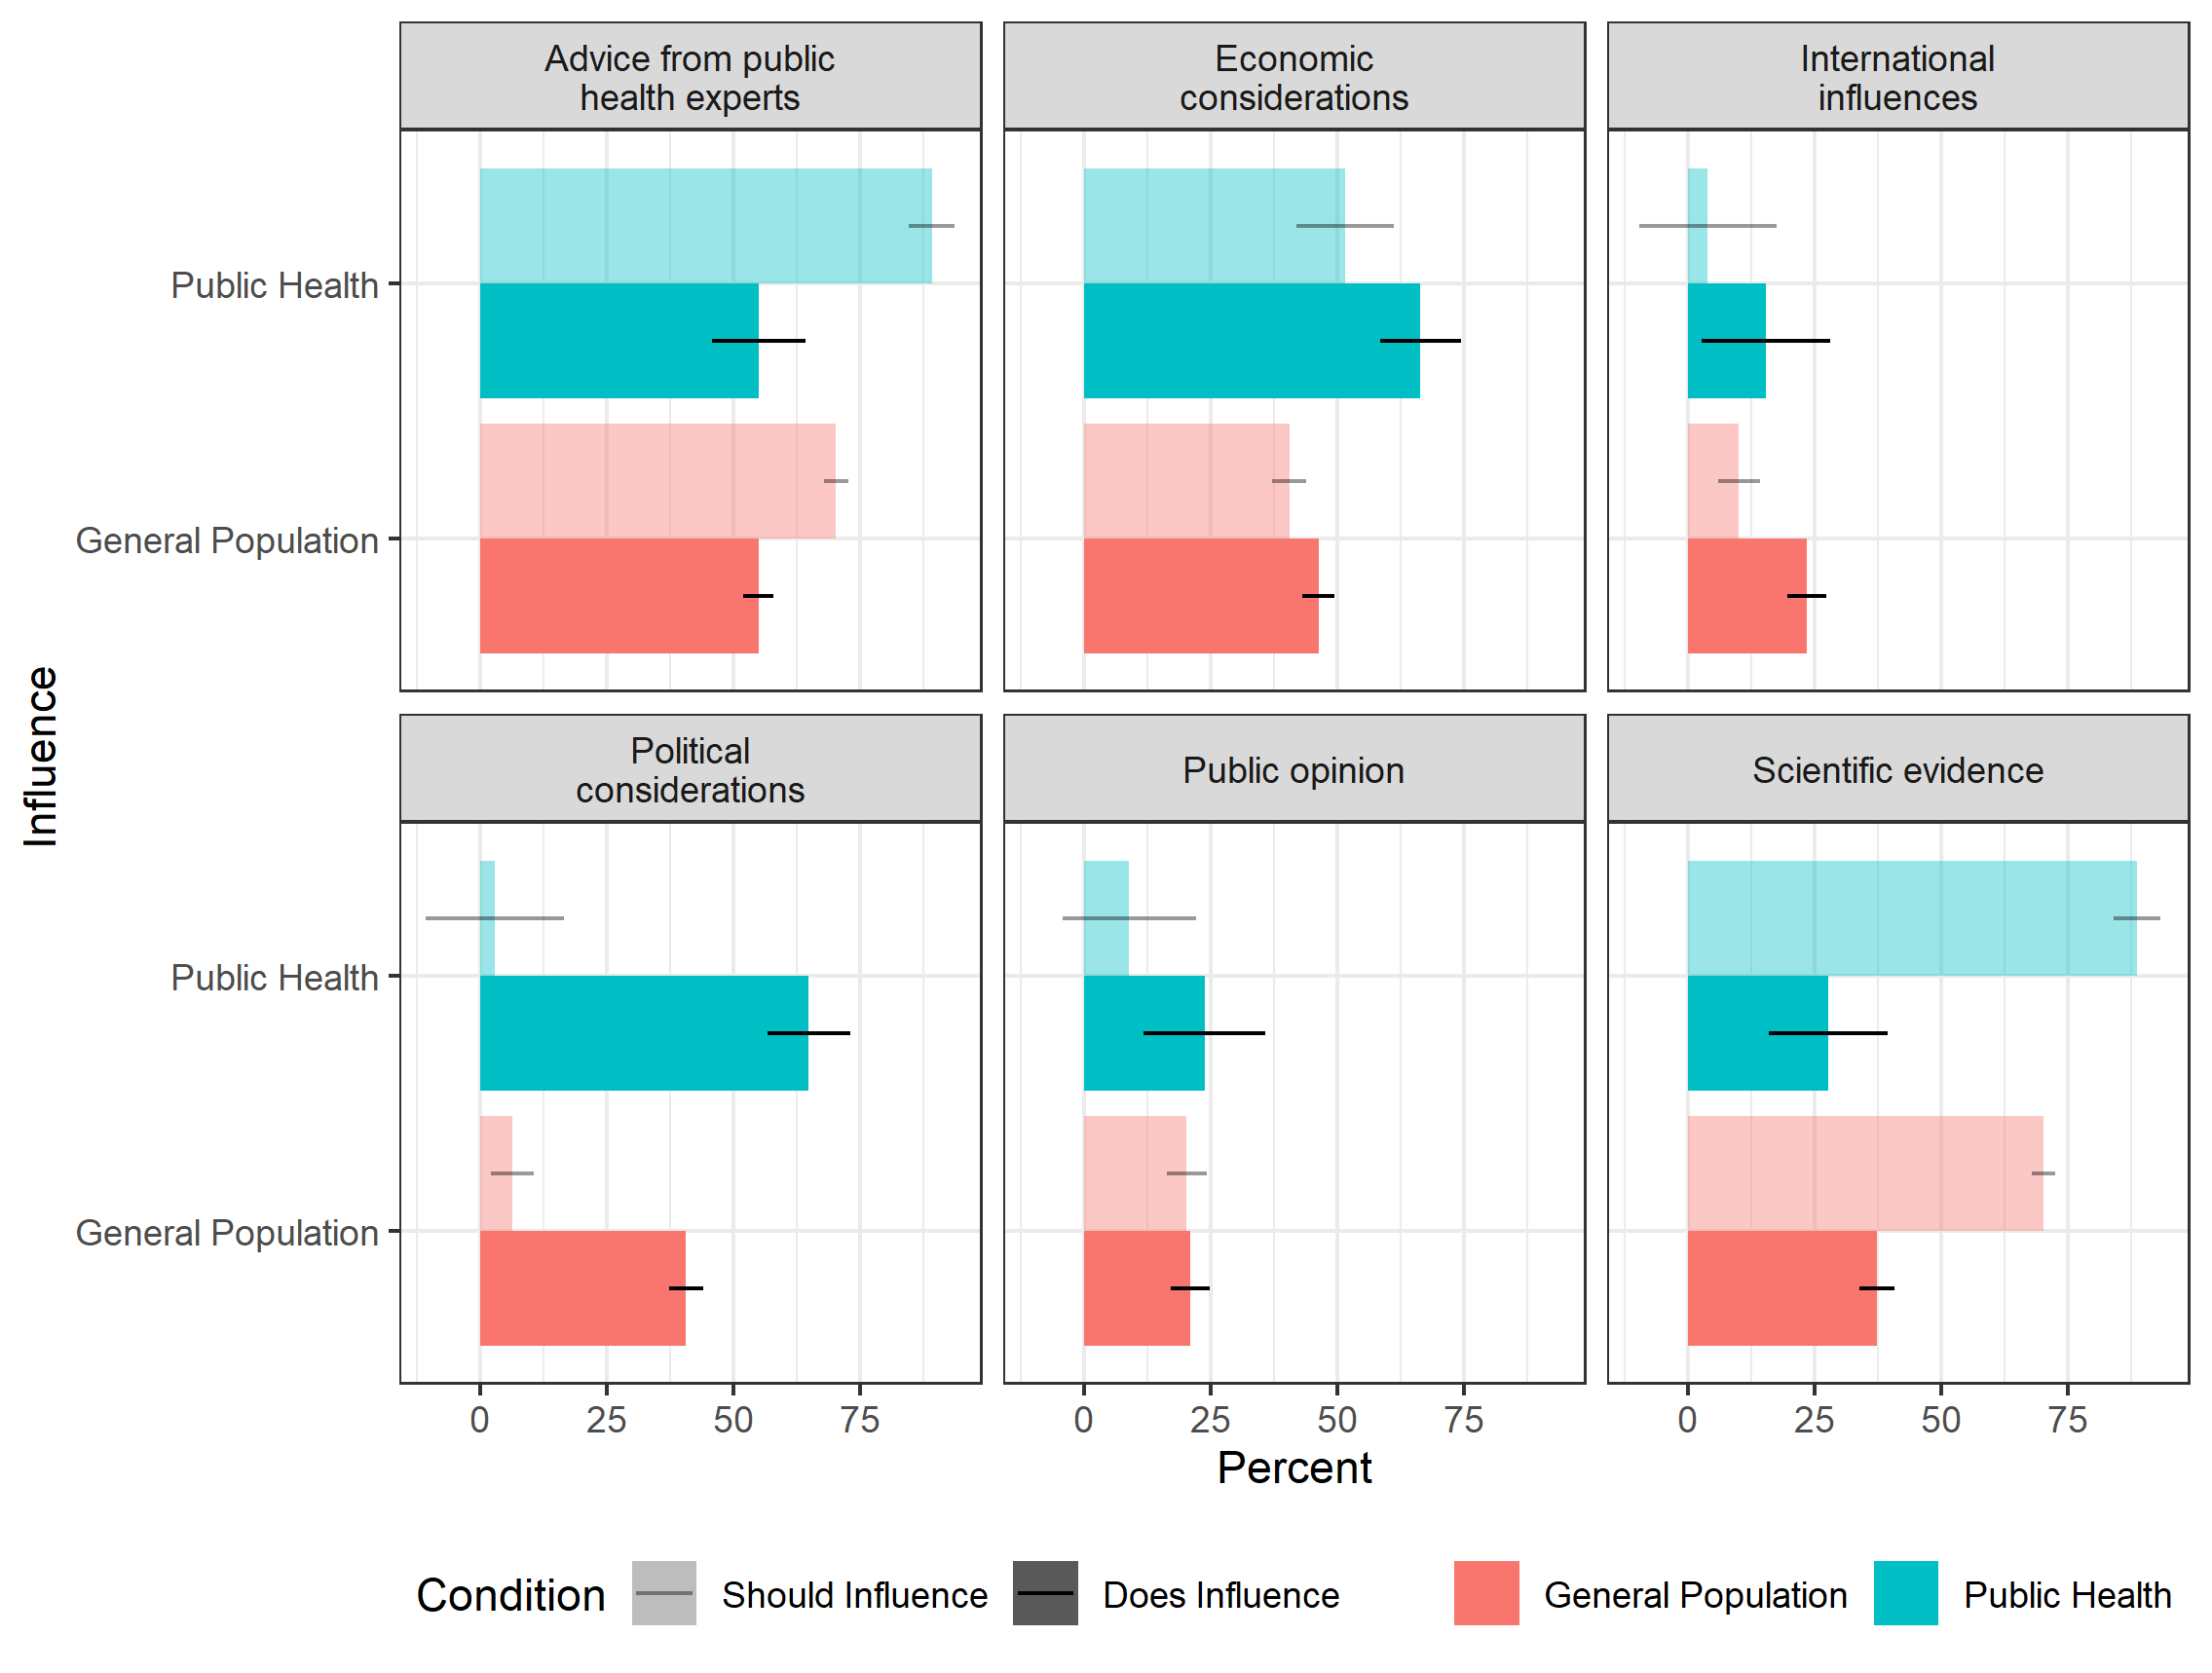 Advice from public
health experts
Economic
considerations
International
influences
Public Health
General Population
Influence
Political
considerations
Public opinion
Scientific evidence
Public Health
General Population
0 25 50 75 0 25 50 75 0 25 50 75
Percent
Condition Should Influence Does Influence General Population Public Health